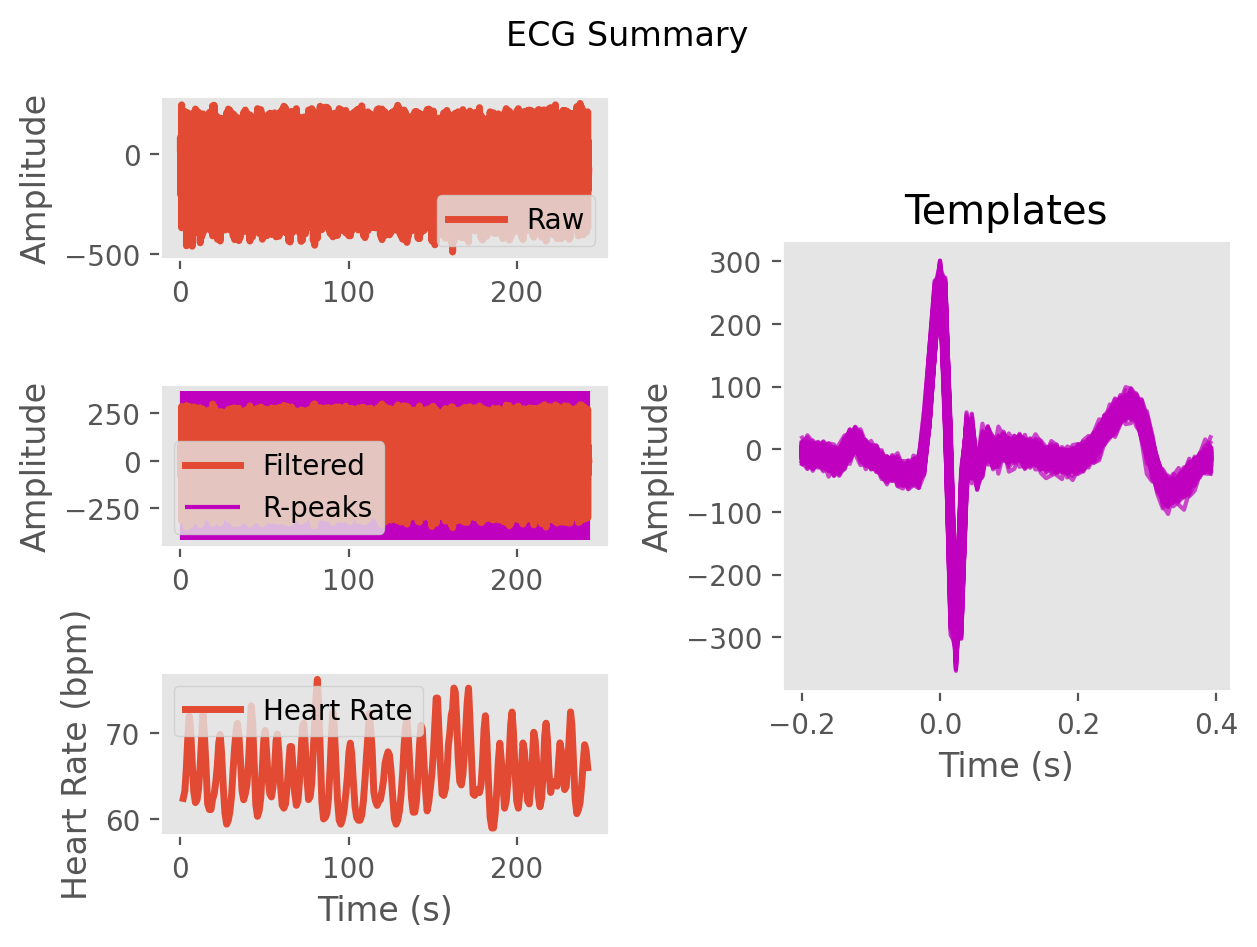 ECG Summary
Amplitude
0
−500
0
100
200
Raw
Amplitude
250
0
−250
0
100
200
Filtered
R-peaks
Heart Rate (bpm)
70
60
0
100
200
Heart Rate
Time (s)
Templates
Amplitude
300
200
100
0
−100
−200
−300
−0.2
0.0
0.2
0.4
Time (s)